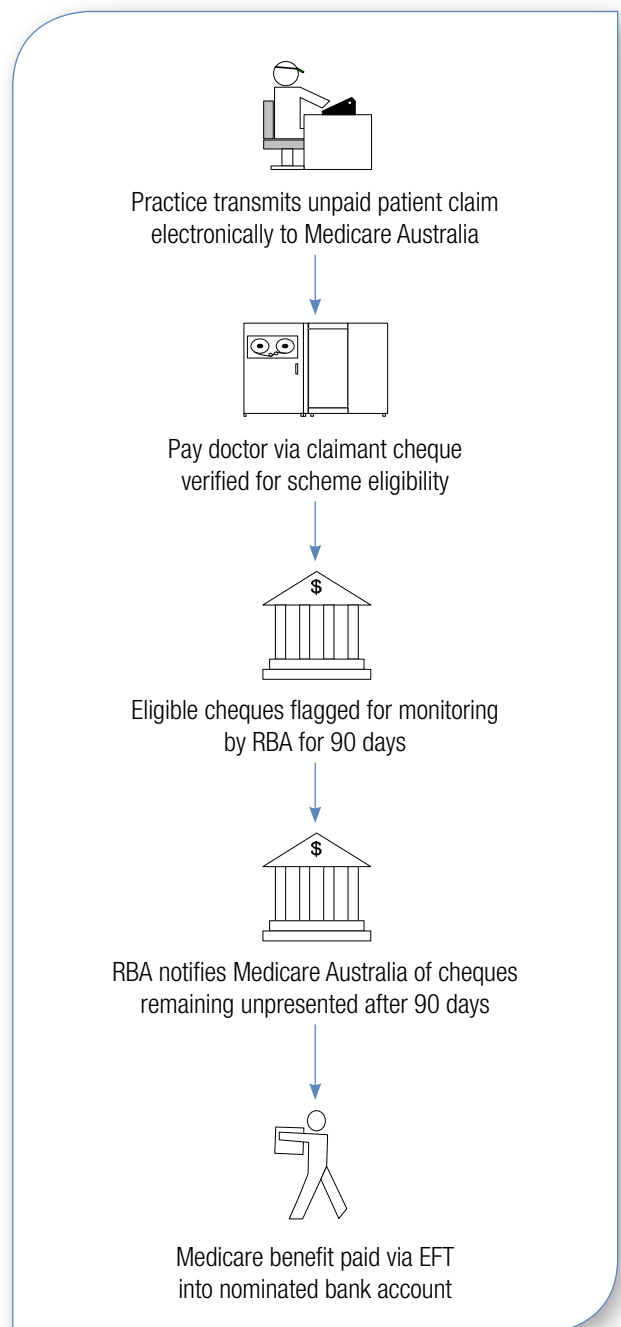 Practice transmits unpaid patient claim
electronically to Medicare Australia
Pay doctor via claimant cheque
verified for scheme eligibility
$
Eligible cheques flagged for monitoring
by RBA for 90 days
$
RBA notifies Medicare Australia of cheques
remaining unpresented after 90 days
Medicare benefit paid via EFT
into nominated bank account